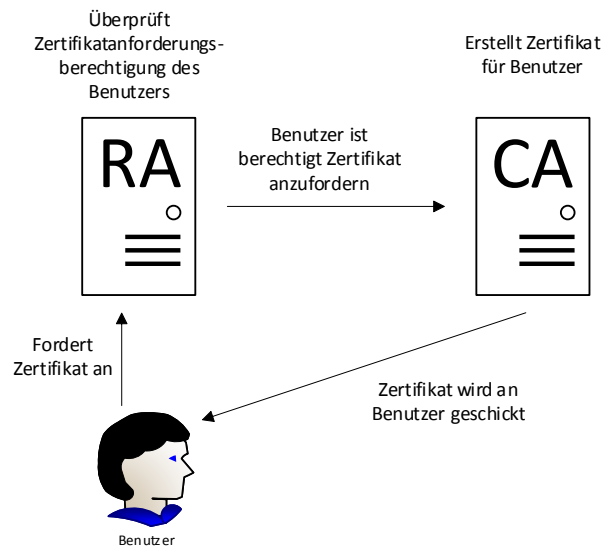 Überprüft
Zertifikatanforderungs-
berechtigung des
Benutzers
Erstellt Zertifikat
für Benutzer
RA
Benutzer ist
berechtigt Zertifikat
anzufordern
CA
Fordert
Zertifikat an
Zertifikat wird an
Benutzer geschickt
Benutzer